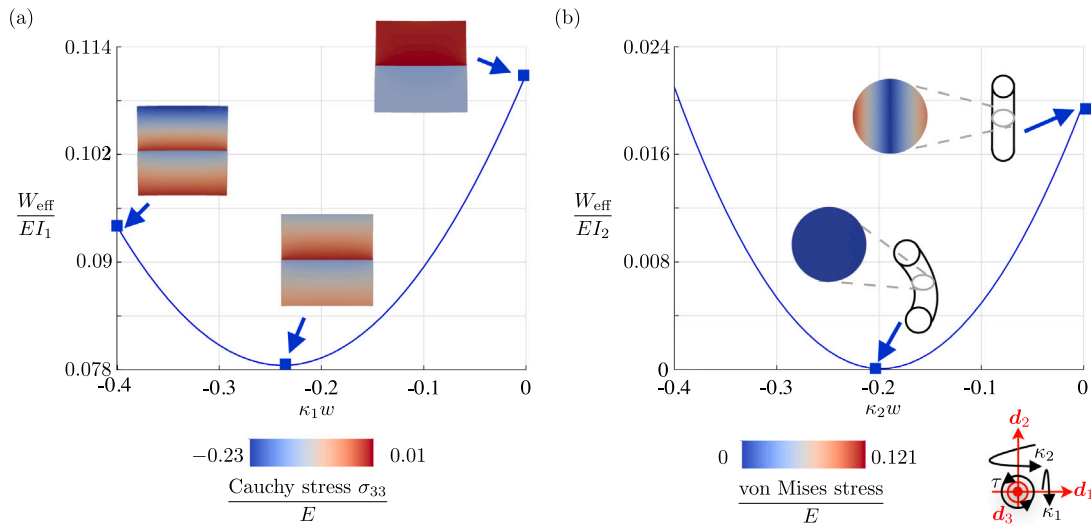 (a)
0.114
0.102
0.09
0.078
W_eff
EI_1
-0.4
-0.3
-0.2
-0.1
0
κ_1 w
−0.23
0.01
Cauchy stress σ_33
E
(b)
0.024
0.016
0.008
0
W_eff
EI_2
-0.4
-0.3
-0.2
-0.1
0
κ_2 w
0
0.121
von Mises stress
E
d_2
κ_2
τ
d_1
d_3
κ_1